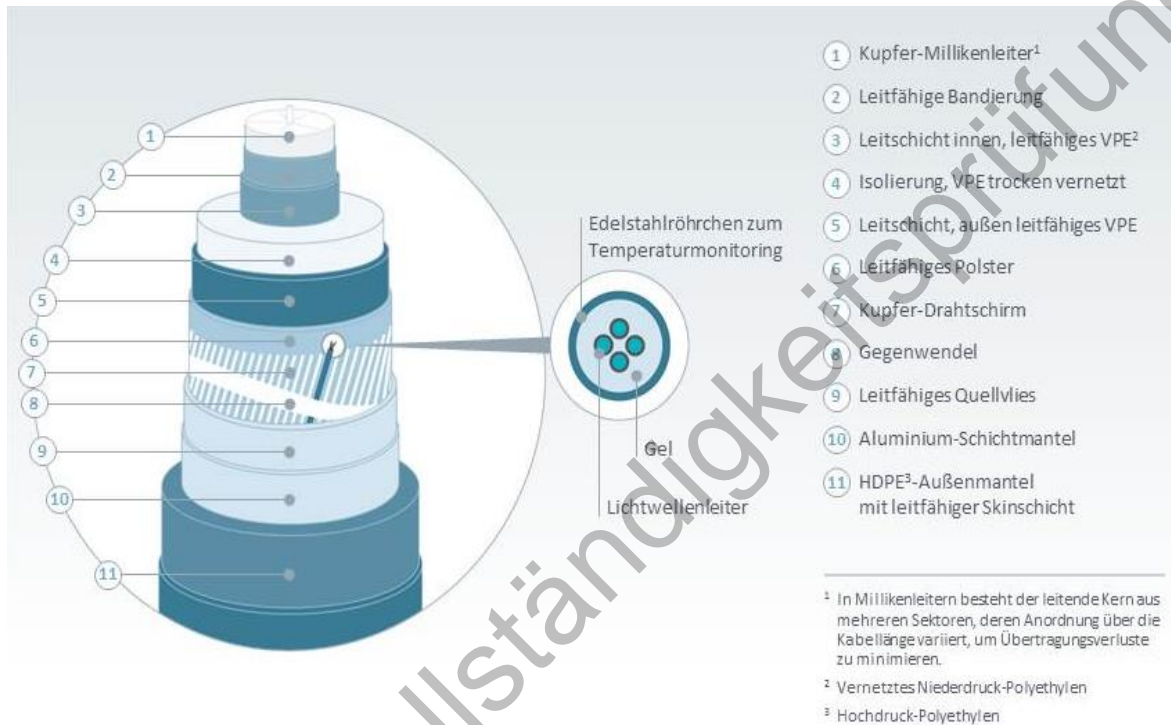 1 Kupfer-Millikenleiter¹
2 Leitfähige Bandierung
3 Leitschicht innen, leitfähiges VPE²
4 Isolierung, VPE trocken vernetzt
5 Leitschicht, außen leitfähiges VPE
6 Leitfähiges Polster
7 Kupfer-Drahtschirm
8 Gegenwendel
9 Leitfähiges Quellvlies
10 Aluminium-Schichtmantel
11 HDPE³-Außenmantel
mit leitfähiger Skinschicht
1
2
3
4
5
6
7
8
9
10
11
Edelstahlröhrchen zum
Temperaturmonitoring
Gel
Lichtwellenleiter
¹ In Millikenleitern besteht der leitende Kern aus
mehreren Sektoren, deren Anordnung über die
Kabellänge variiert, um Übertragungsverluste
zu minimieren.
² Vernetztes Niederdruck-Polyethylen
³ Hochdruck-Polyethylen
ollständigkeitsprüfung